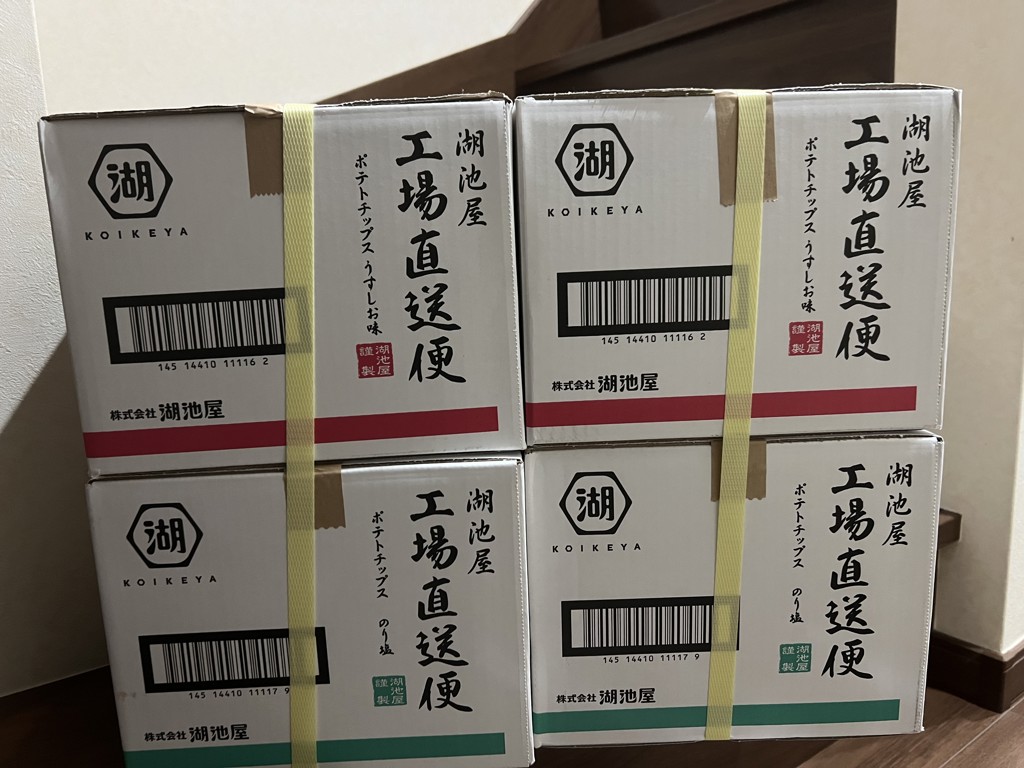 湖
KOIKEYA
湖池屋
工場直送便
ポテトチップス うすしお味
湖池屋
謹製
145 14410 11116 2
株式会社 湖池屋
湖
KOIKEYA
湖池屋
工場直送便
ポテトチップス うすしお味
湖池屋
謹製
145 14410 11116 2
株式会社 湖池屋
湖
KOIKEYA
湖池屋
工場直送便
ポテトチップス のり塩
湖池屋
謹製
145 14410 11117 9
株式会社 湖池屋
湖
KOIKEYA
湖池屋
工場直送便
ポテトチップス のり塩
湖池屋
謹製
145 14410 11117 9
株式会社 湖池屋